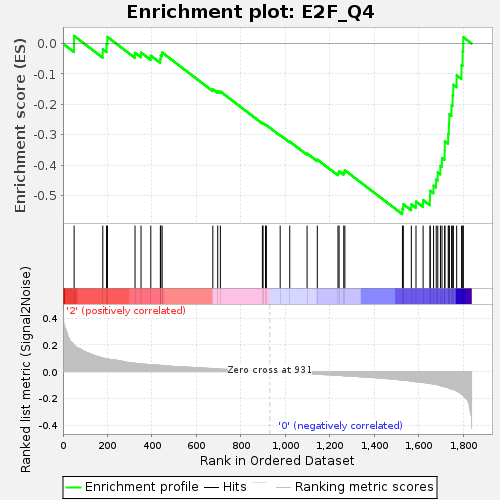 Enrichment plot: E2F_Q4
Enrichment score (ES)
0.0
-0.1
-0.2
-0.3
-0.4
-0.5
'2' (positively correlated)
Ranked list metric (Signal2Noise)
0.4
0.2
0.0
-0.2
-0.4
Zero cross at 931
'0' (negatively correlated)
0
200
400
600
800
1,000
1,200
1,400
1,600
1,800
Rank in Ordered Dataset
Enrichment profile
Hits
Ranking metric scores